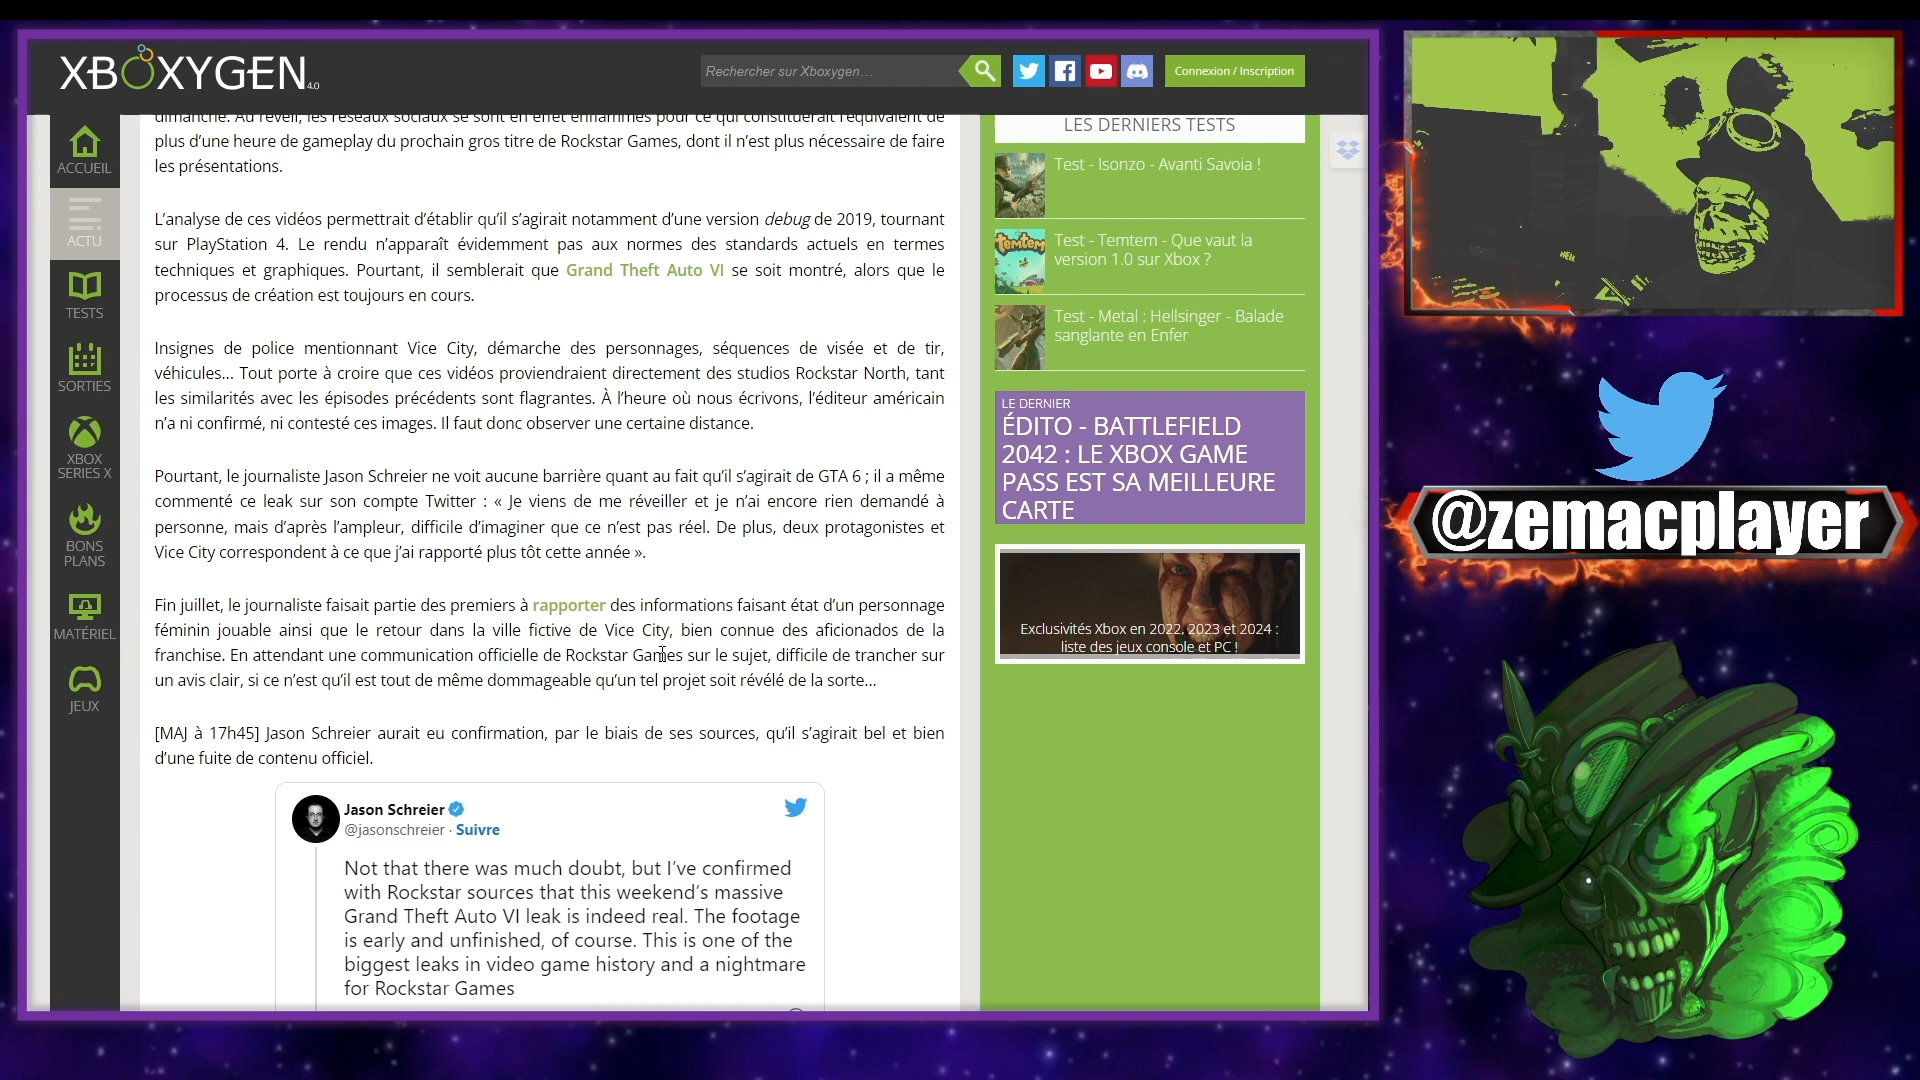 XBOXYGEN 4.0
Rechercher sur Xboxygen…
Connexion / Inscription
ACCUEIL
ACTU
TESTS
SORTIES
XBOX
SERIES X
BONS
PLANS
MATÉRIEL
JEUX
dimanche. Au réveil, les réseaux sociaux se sont en effet enflammés pour ce qui constituerait l’équivalent de
plus d’une heure de gameplay du prochain gros titre de Rockstar Games, dont il n’est plus nécessaire de faire
les présentations.
L’analyse de ces vidéos permettrait d’établir qu’il s’agirait notamment d’une version debug de 2019, tournant
sur PlayStation 4. Le rendu n’apparaît évidemment pas aux normes des standards actuels en termes
techniques et graphiques. Pourtant, il semblerait que Grand Theft Auto VI se soit montré, alors que le
processus de création est toujours en cours.
Insignes de police mentionnant Vice City, démarche des personnages, séquences de visée et de tir,
véhicules... Tout porte à croire que ces vidéos proviendraient directement des studios Rockstar North, tant
les similarités avec les épisodes précédents sont flagrantes. À l’heure où nous écrivons, l’éditeur américain
n’a ni confirmé, ni contesté ces images. Il faut donc observer une certaine distance.
Pourtant, le journaliste Jason Schreier ne voit aucune barrière quant au fait qu’il s’agirait de GTA 6 ; il a même
commenté ce leak sur son compte Twitter : « Je viens de me réveiller et je n’ai encore rien demandé à
personne, mais d’après l’ampleur, difficile d’imaginer que ce n’est pas réel. De plus, deux protagonistes et
Vice City correspondent à ce que j’ai rapporté plus tôt cette année ».
Fin juillet, le journaliste faisait partie des premiers à rapporter des informations faisant état d’un personnage
féminin jouable ainsi que le retour dans la ville fictive de Vice City, bien connue des aficionados de la
franchise. En attendant une communication officielle de Rockstar Games sur le sujet, difficile de trancher sur
un avis clair, si ce n’est qu’il est tout de même dommageable qu’un tel projet soit révélé de la sorte...
[MAJ à 17h45] Jason Schreier aurait eu confirmation, par le biais de ses sources, qu’il s’agirait bel et bien
d’une fuite de contenu officiel.
Jason Schreier
@jasonschreier · Suivre
Not that there was much doubt, but I’ve confirmed
with Rockstar sources that this weekend’s massive
Grand Theft Auto VI leak is indeed real. The footage
is early and unfinished, of course. This is one of the
biggest leaks in video game history and a nightmare
for Rockstar Games
LES DERNIERS TESTS
Test - Isonzo - Avanti Savoia !
Temtem
Test - Temtem - Que vaut la
version 1.0 sur Xbox ?
Test - Metal : Hellsinger - Balade
sanglante en Enfer
LE DERNIER
ÉDITO - BATTLEFIELD
2042 : LE XBOX GAME
PASS EST SA MEILLEURE
CARTE
Exclusivités Xbox en 2022, 2023 et 2024 :
liste des jeux console et PC !
@zemacplayer